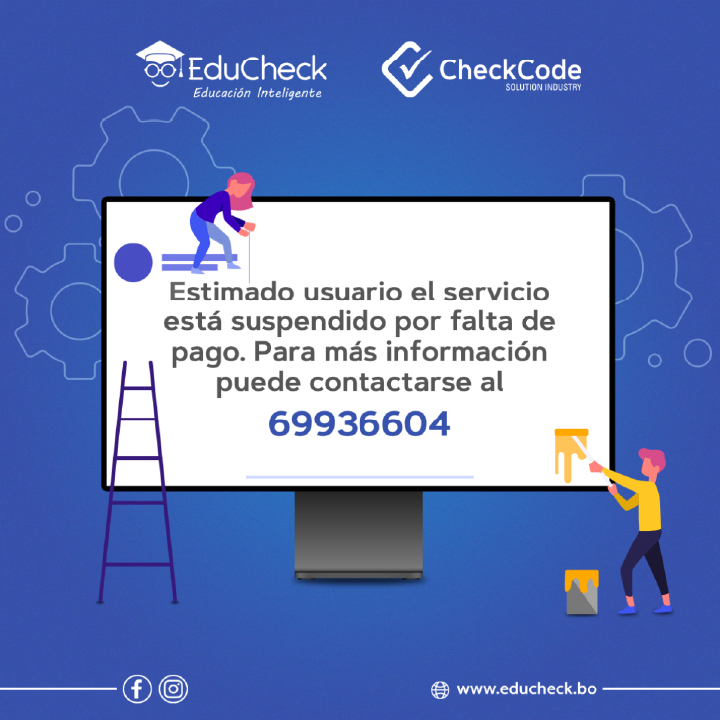 EduCheck
Educación Inteligente
CheckCode
SOLUTION INDUSTRY
Estimado usuario el servicio
está suspendido por falta de
pago. Para más información
puede contactarse al
69936604
www.educheck.bo